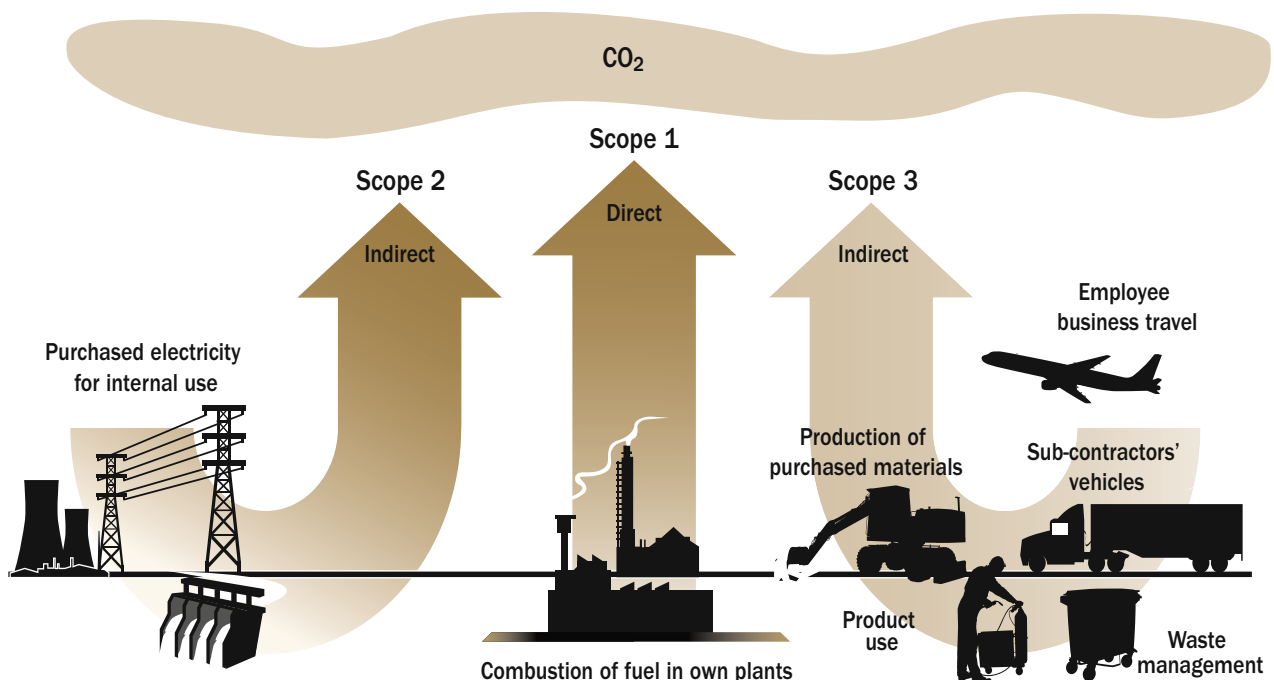 CO₂
Scope 1
Scope 2
Scope 3
Direct
Indirect
Indirect
Employee
business travel
Purchased electricity
for internal use
Production of
purchased materials
Sub-contractors’
vehicles
Product
use
Waste
management
Combustion of fuel in own plants